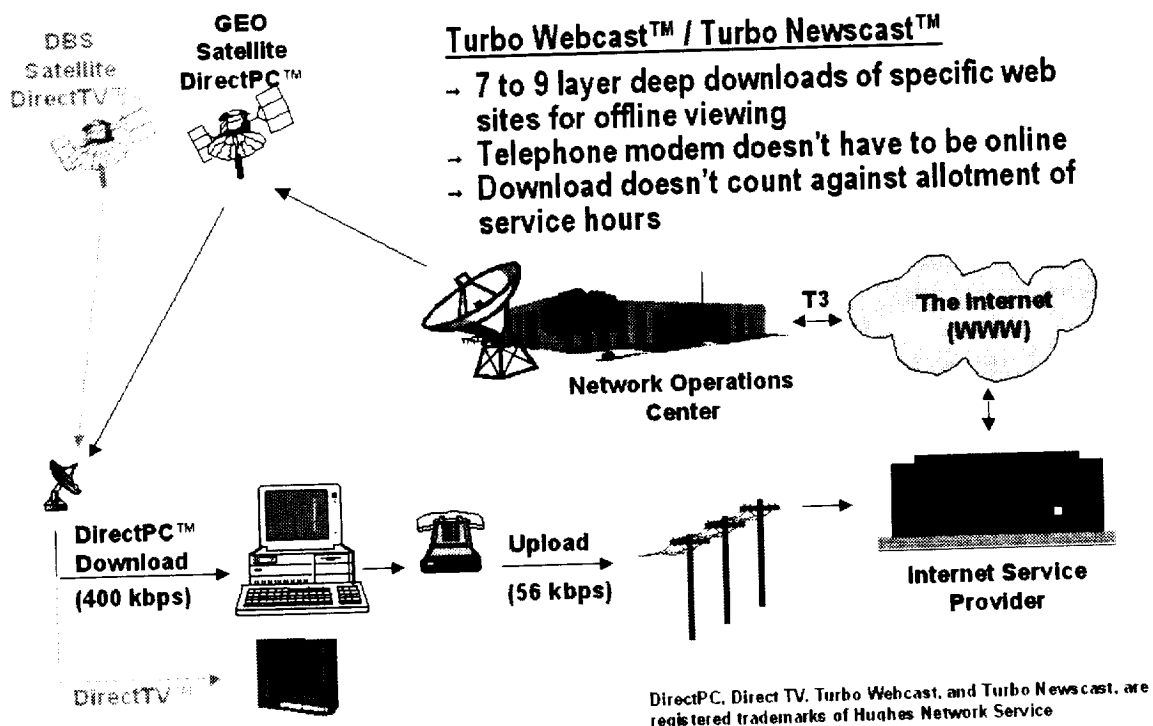 DBS
Satellite
DirectTV™
GEO
Satellite
DirectPC™
Turbo Webcast™ / Turbo Newscast™
→ 7 to 9 layer deep downloads of specific web
sites for offline viewing
→ Telephone modem doesn't have to be online
→ Download doesn't count against allotment of
service hours
T3
The Internet
(WWW)
Network Operations
Center
DirectPC™
Download
(400 kbps)
Upload
(56 kbps)
Internet Service
Provider
DirectTV™
DirectPC, Direct TV, Turbo Webcast, and Turbo Newscast, are
registered trademarks of Hughes Network Service